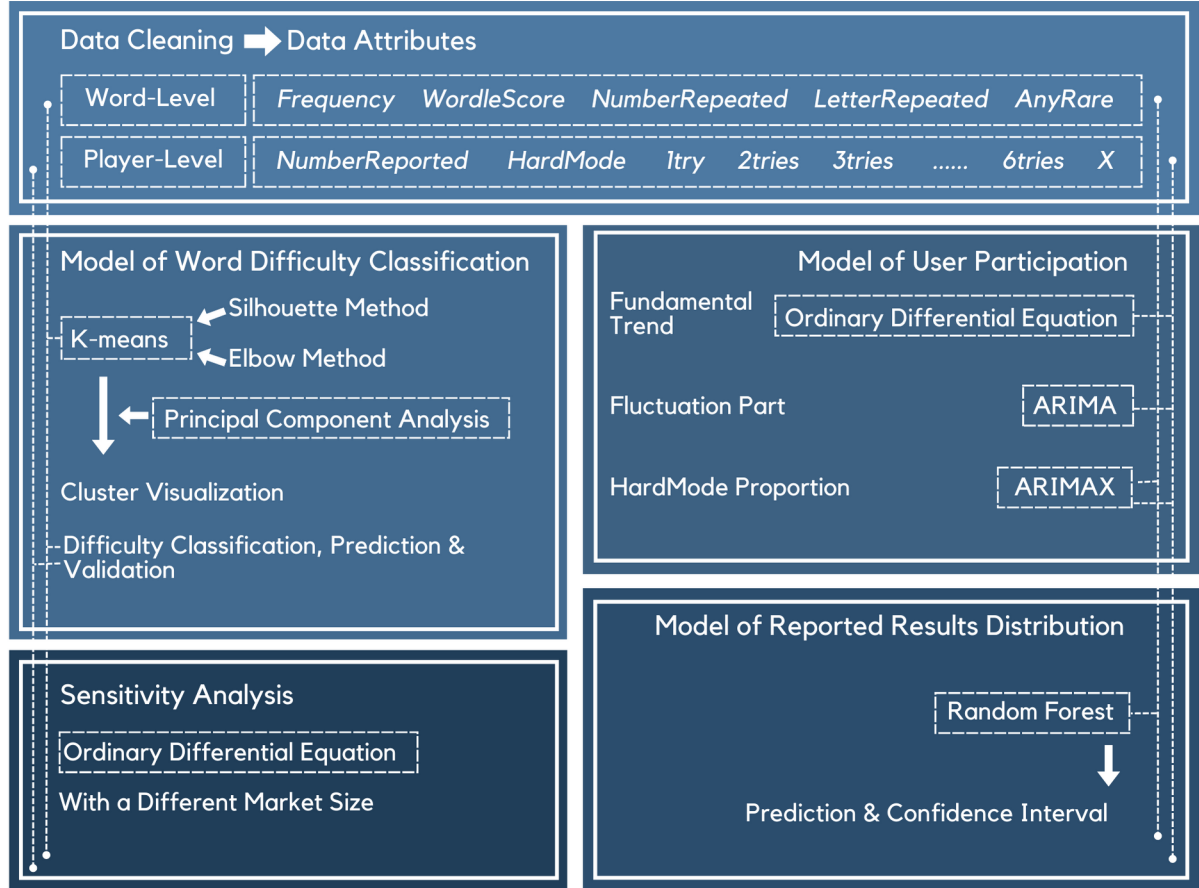 Data Cleaning Data Attributes
Word-Level Frequency WordleScore NumberRepeated LetterRepeated AnyRare
Player-Level NumberReported HardMode 1try 2tries 3tries ...... 6tries X
Model of Word Difficulty Classification
Silhouette Method
K-means
Elbow Method
Principal Component Analysis
Cluster Visualization
Difficulty Classification, Prediction &
Validation
Model of User Participation
Fundamental
Trend
Ordinary Differential Equation
Fluctuation Part ARIMA
HardMode Proportion ARIMAX
Sensitivity Analysis
Ordinary Differential Equation
With a Different Market Size
Model of Reported Results Distribution
Random Forest
Prediction & Confidence Interval